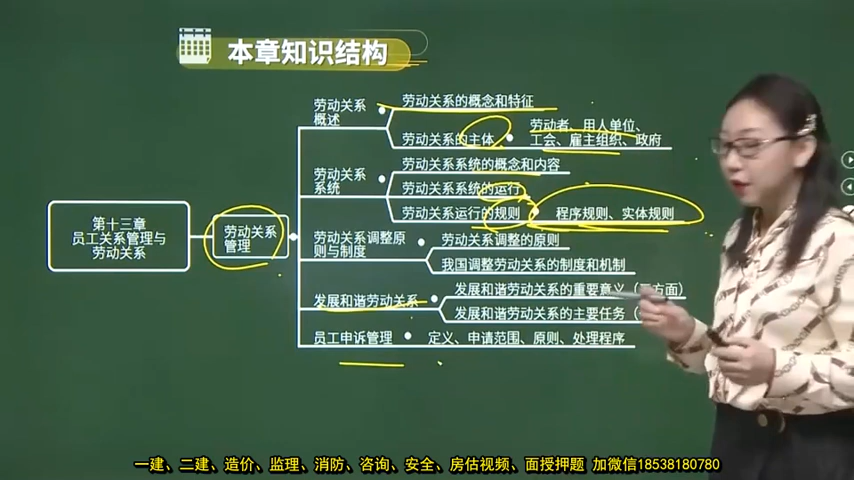 本章知识结构
劳动关系
概述
劳动关系的概念和特征
劳动关系的主体
劳动者、用人单位、
工会、雇主组织、政府
劳动关系
系统
劳动关系系统的概念和内容
劳动关系系统的运行
劳动关系运行的规则
程序规则、实体规则
第十三章
员工关系管理与
劳动关系
劳动关系
管理
劳动关系调整原
则与制度
劳动关系调整的原则
我国调整劳动关系的制度和机制
发展和谐劳动关系
发展和谐劳动关系的重要意义（ 方面）
发展和谐劳动关系的主要任务（
员工申诉管理
定义、申请范围、原则、处理程序
一建、二建、造价、监理、消防、咨询、安全、房估视频、面授押题 加微信18538180780